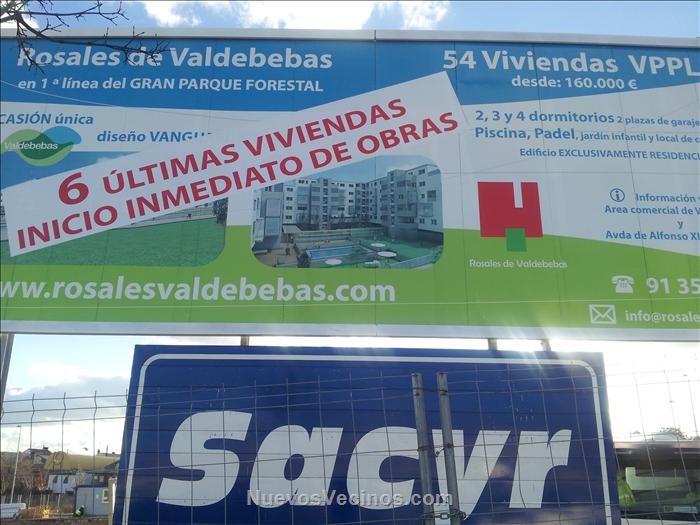 Rosales de Valdebebas
en 1ª línea del GRAN PARQUE FORESTAL
54 Viviendas VPPL
desde: 160.000 €
CASIÓN única
diseño VANGU
Valdebebas
6 ÚLTIMAS VIVIENDAS
INICIO INMEDIATO DE OBRAS
2, 3 y 4 dormitorios 2 plazas de garaje
Piscina, Padel, jardín infantil y local de c
Edificio EXCLUSIVAMENTE RESIDENC
Información
Area comercial de V
y
Avda de Alfonso XI
Rosales de Valdebebas
www.rosalesvaldebebas.com
91 35
info@rosale
sacyr
NuevosVecinos.com